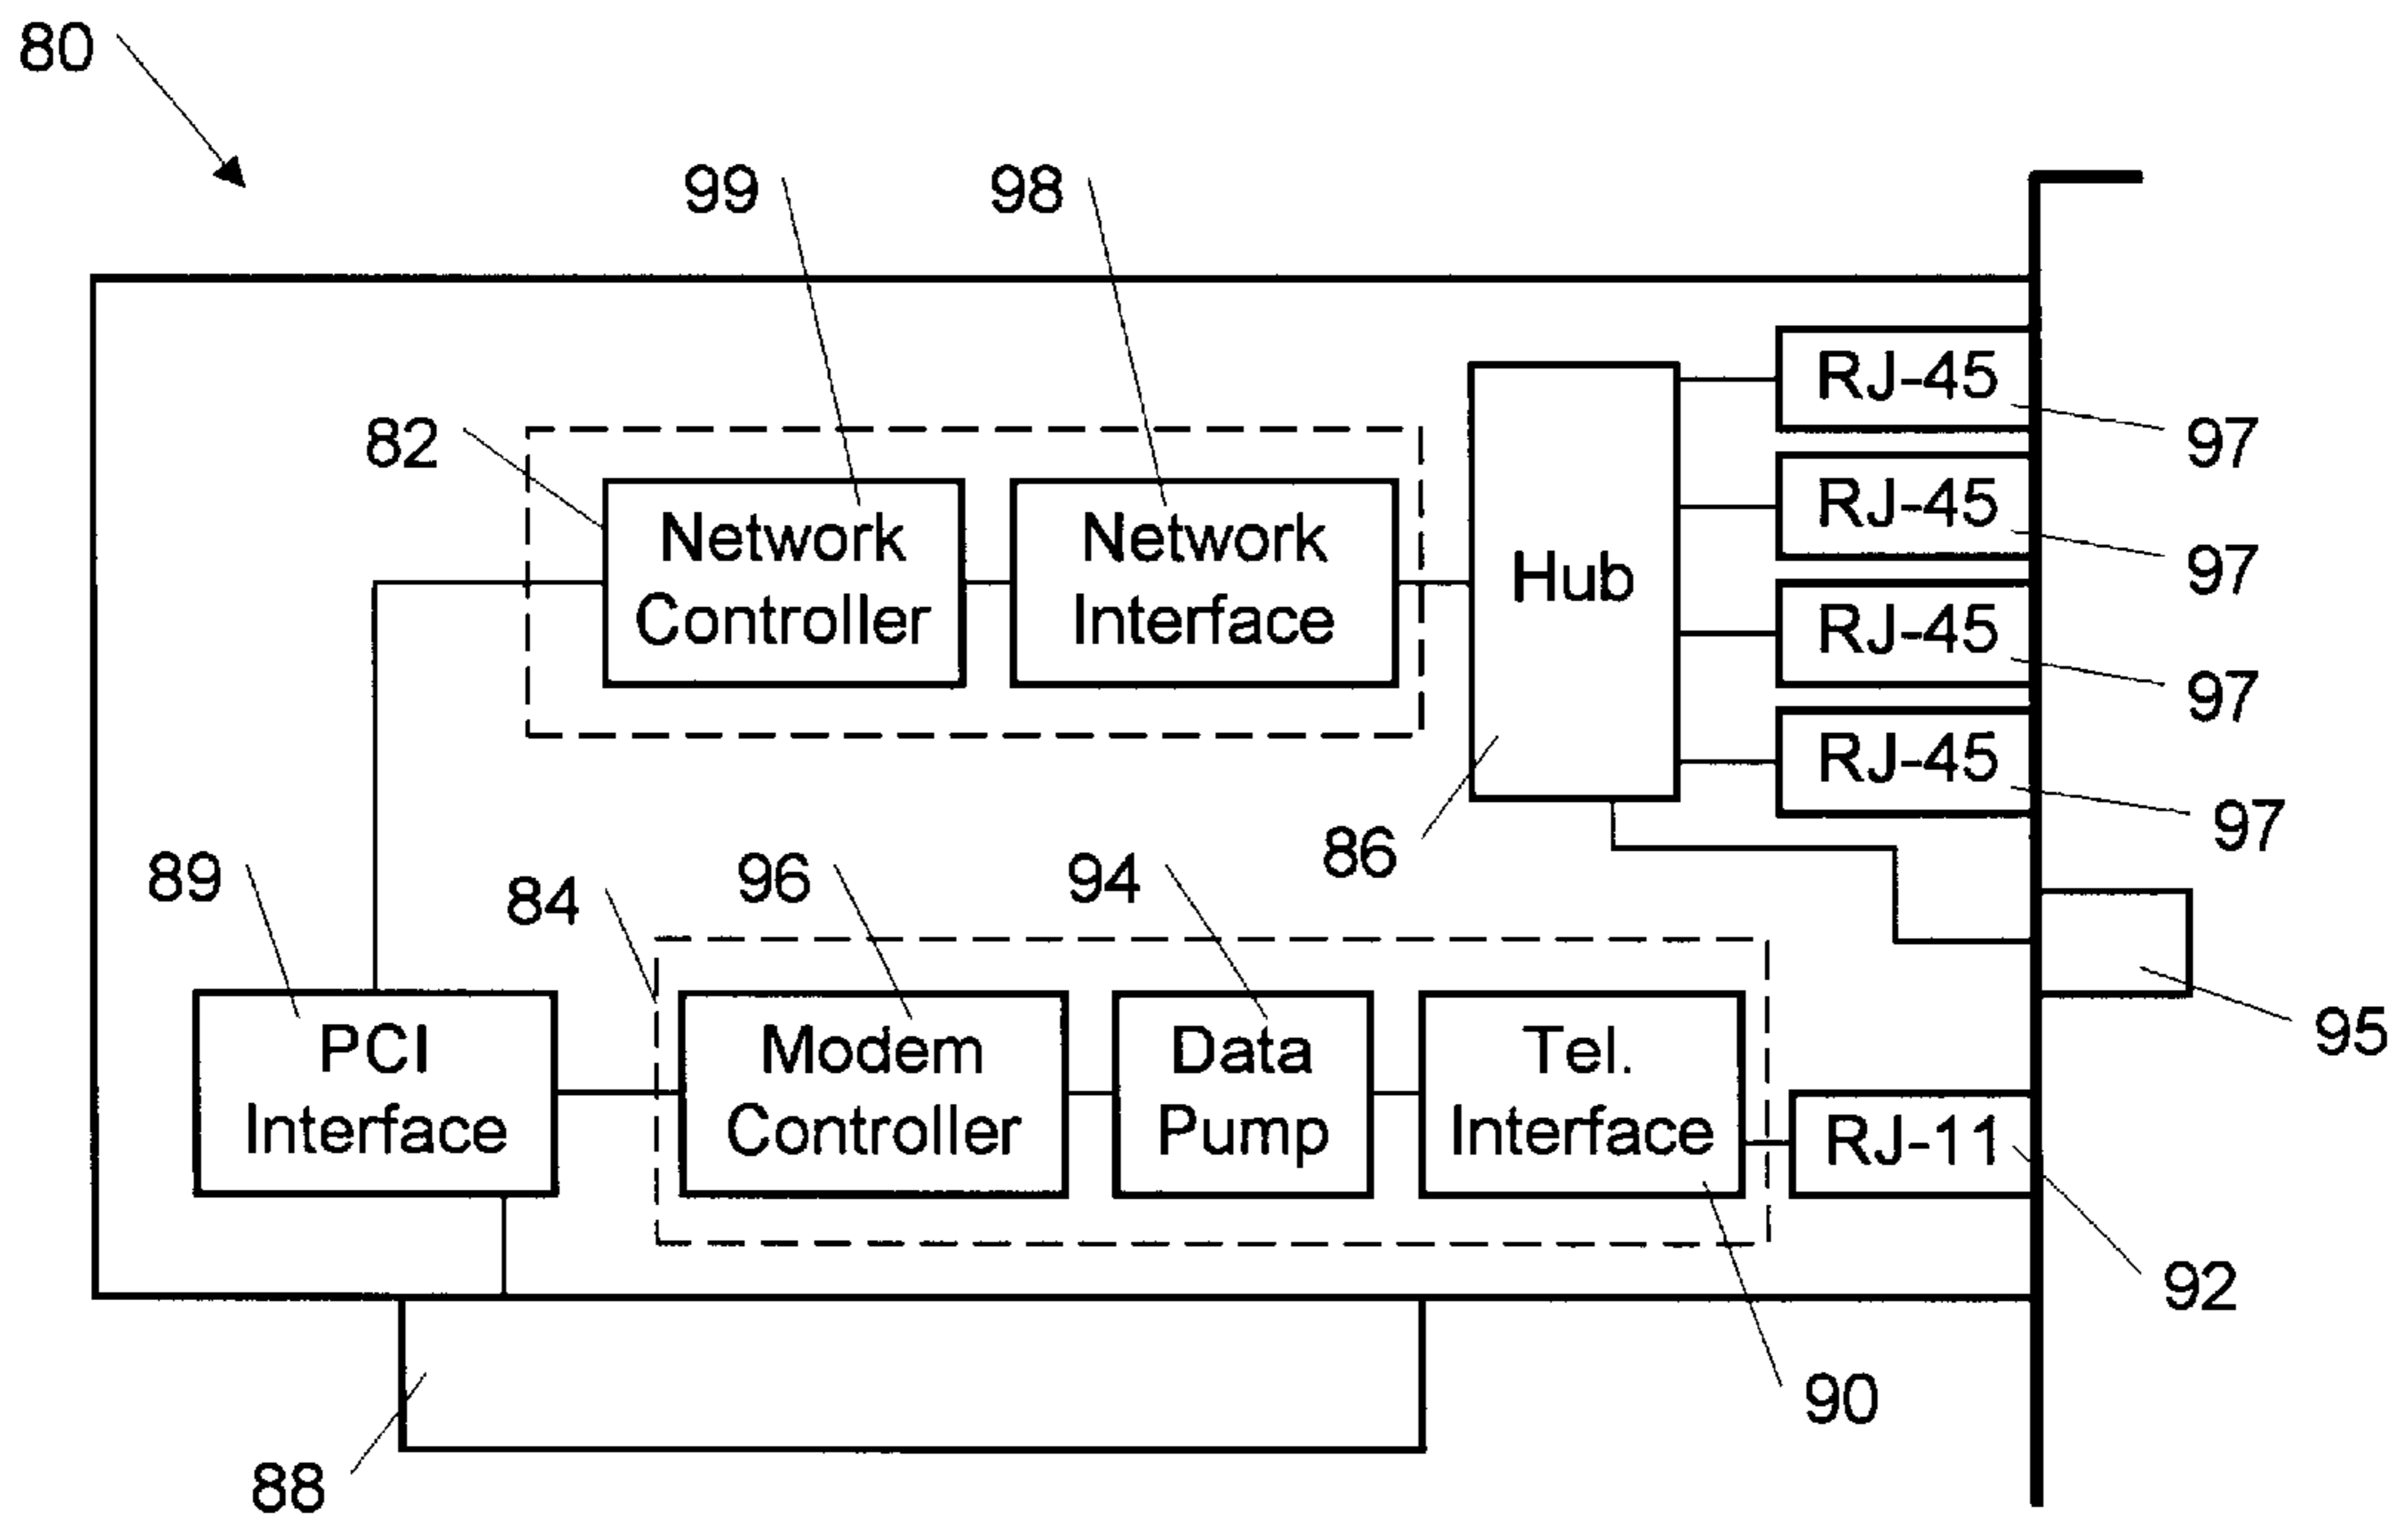 80
99
98
RJ-45
97
82
Network
Controller
Network
Interface
Hub
RJ-45
97
RJ-45
97
RJ-45
97
86
89
84
96
94
95
PCI
Interface
Modem
Controller
Data
Pump
Tel.
Interface
RJ-11
92
90
88